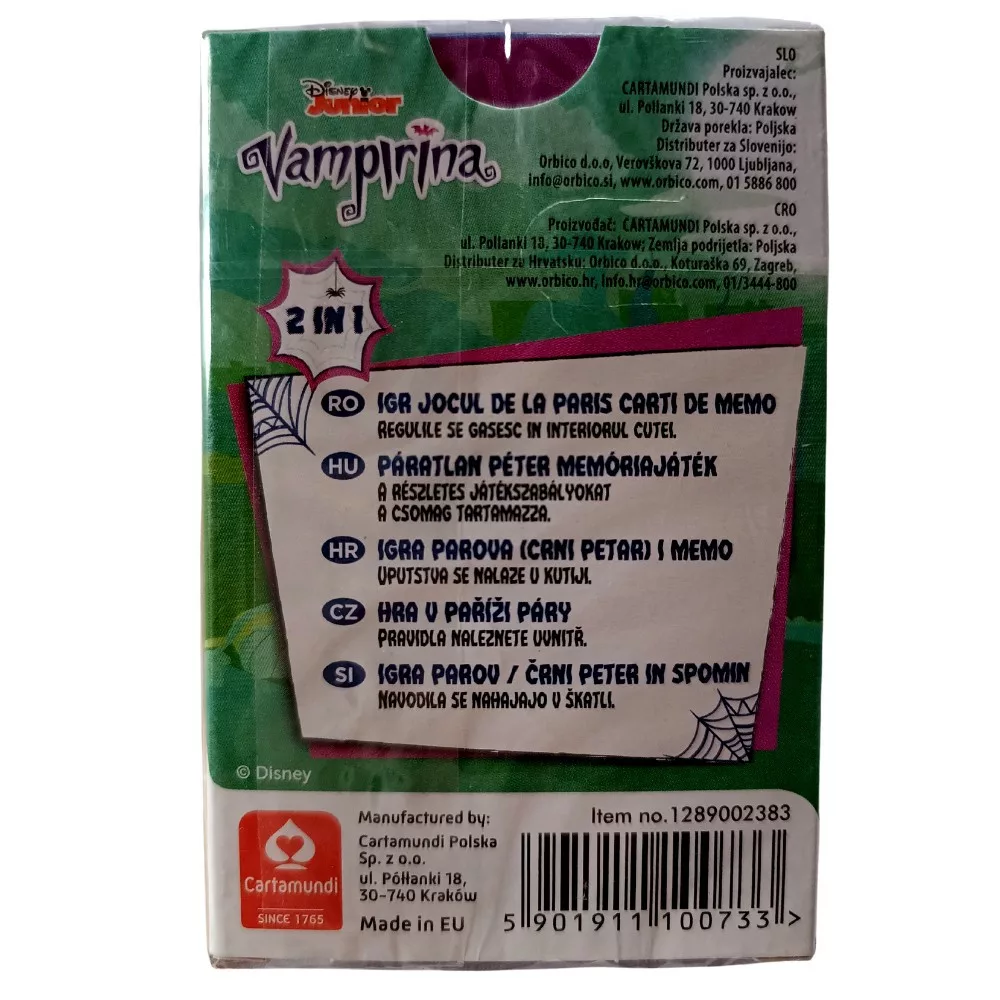 Disney
Junior
Vampirina
SLO
Proizvajalec:
CARTAMUNDI Polska sp. z o.o.,
ul. Pollanki 18, 30-740 Krakow
Država porekla: Poljska
Distributer za Slovenijo:
Orbico d.o.o, Verovškova 72, 1000 Ljubljana,
info@orbico.si, www.orbico.com, 01 5886 800
CRO
Proizvođač: CARTAMUNDI Polska sp. z o.o.,
ul. Pollanki 18, 30-740 Krakow; Zemlja podrijetla: Poljska
Distributer za Hrvatsku: Orbico d.o.o., Koturaška 69, Zagreb,
www.orbico.hr, info.hr@orbico.com, 01/3444-800
2 IN 1
RO IGR JOCUL DE LA PARIS CARTI DE MEMO
REGULILE SE GASESC IN INTERIORUL CUTEI.
HU PÁRATLAN PÉTER MEMÓRIAJÁTÉK
A RÉSZLETES JÁTÉKSZABÁLYOKAT
A CSOMAG TARTAMAZZA.
HR IGRA PAROVA (CRNI PETAR) I MEMO
UPUTSTVA SE NALAZE U KUTIJI.
CZ HRA V PAŘÍŽI PÁRY
PRAVIDLA NALEZNETE UVNITŘ.
SI IGRA PAROV / ČRNI PETER IN SPOMIN
NAVODILA SE NAHAJAJO V ŠKATLI.
© Disney
Cartamundi
SINCE 1765
Manufactured by:
Cartamundi Polska
Sp. z o.o.
ul. Półłanki 18,
30-740 Kraków
Made in EU
Item no.1289002383
5 901911 100733 >